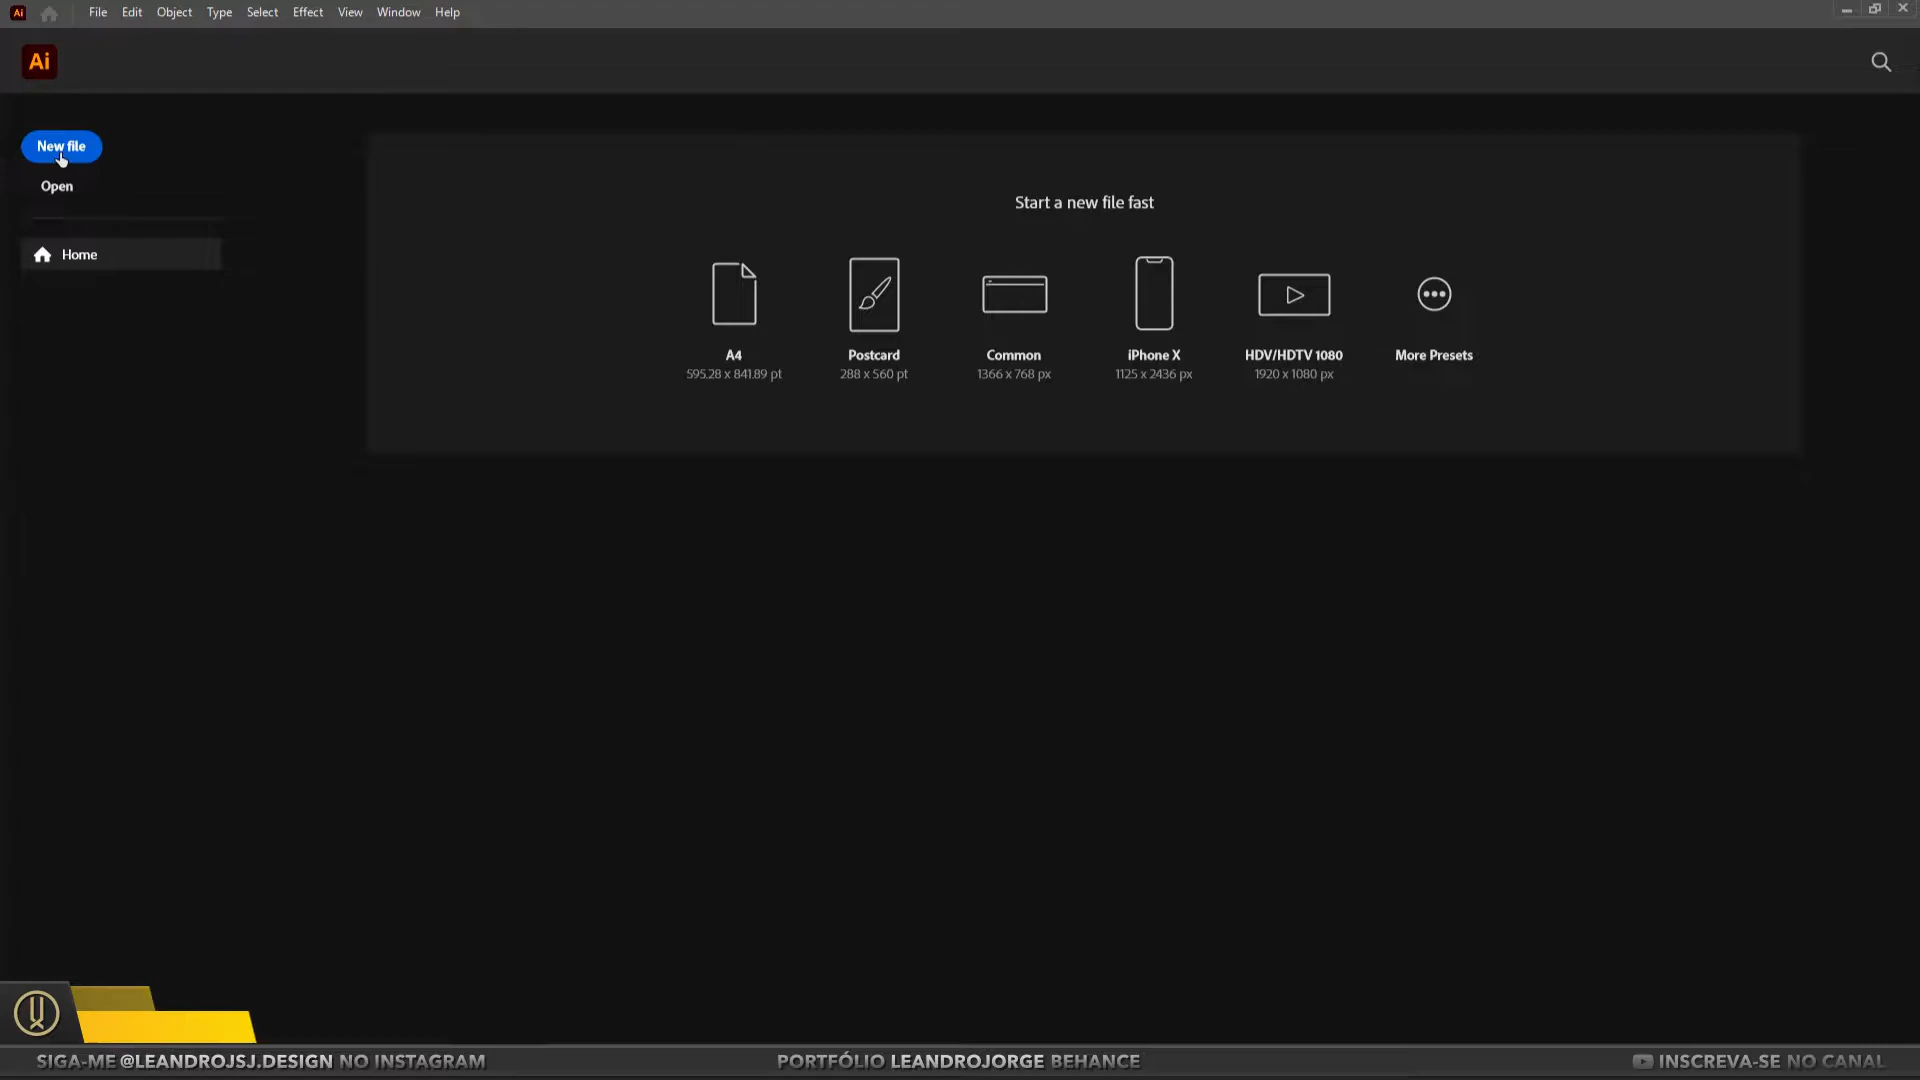 Ai
File Edit Object Type Select Effect View Window Help
Ai
New file
Open
Home
Start a new file fast
A4
595.28 x 841.89 pt
Postcard
288 x 560 pt
Common
1366 x 768 px
iPhone X
1125 x 2436 px
HDV/HDTV 1080
1920 x 1080 px
More Presets
SIGA-ME @LEANDROJSJ.DESIGN NO INSTAGRAM
PORTFÓLIO LEANDROJORGE BEHANCE
INSCREVA-SE NO CANAL